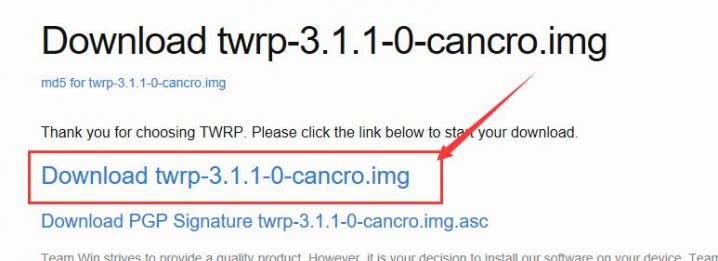 Download twrp-3.1.1-0-cancro.img
md5 for twrp-3.1.1-0-cancro.img
Thank you for choosing TWRP. Please click the link below to start your download.
Download twrp-3.1.1-0-cancro.img
Download PGP Signature twrp-3.1.1-0-cancro.img.asc
Team Win strives to provide a quality product. However, it is your decision to install our software on your device. Team